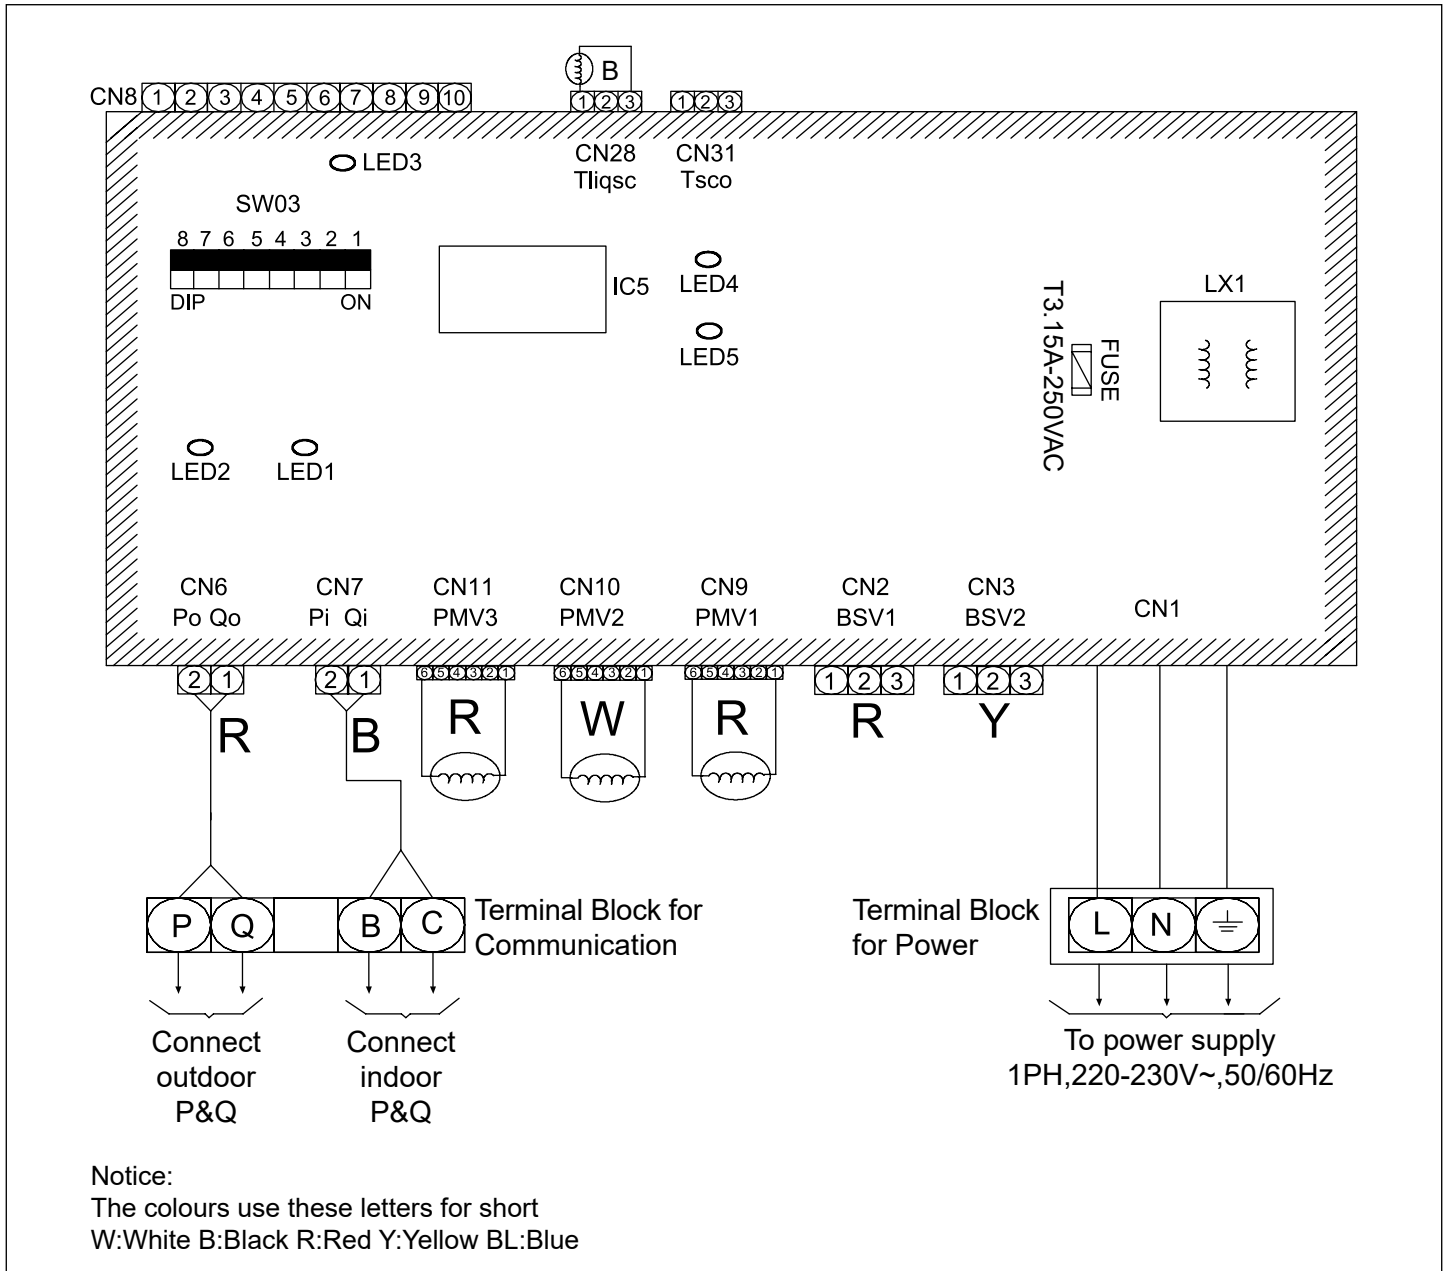 B
CN8 1 2 3 4 5 6 7 8 9 10
1 2 3
1 2 3
CN28
Tliqsc
CN31
Tsco
LED3
SW03
8 7 6 5 4 3 2 1
DIP ON
IC5
LED4
LED5
T3.15A-250VAC
FUSE
LX1
LED2
LED1
CN6
Po Qo
CN7
Pi Qi
CN11
PMV3
CN10
PMV2
CN9
PMV1
CN2
BSV1
CN3
BSV2
CN1
2 1
2 1
6 5 4 3 2 1
6 5 4 3 2 1
6 5 4 3 2 1
1 2 3
1 2 3
R
B
R
W
R
R
Y
P Q B C
Terminal Block for
Communication
Terminal Block
for Power
L N
Connect
outdoor
P&Q
Connect
indoor
P&Q
To power supply
1PH,220-230V~,50/60Hz
Notice:
The colours use these letters for short
W:White B:Black R:Red Y:Yellow BL:Blue